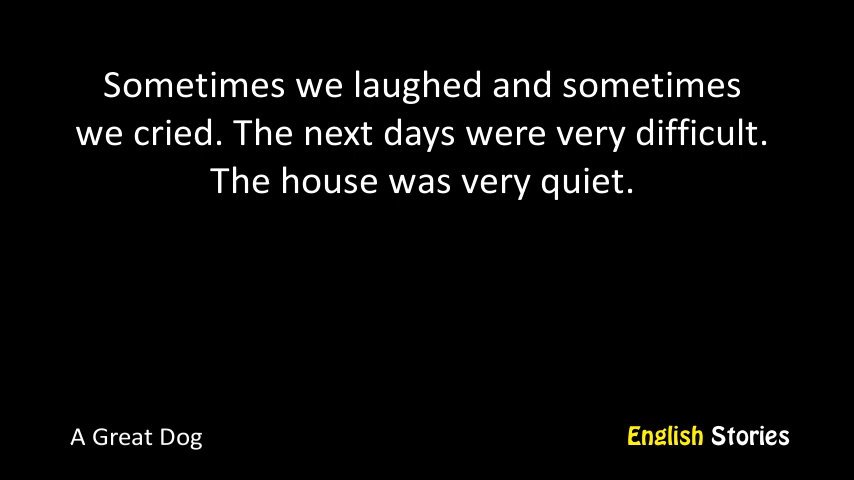 Sometimes we laughed and sometimes
we cried. The next days were very difficult.
The house was very quiet.
A Great Dog
English Stories